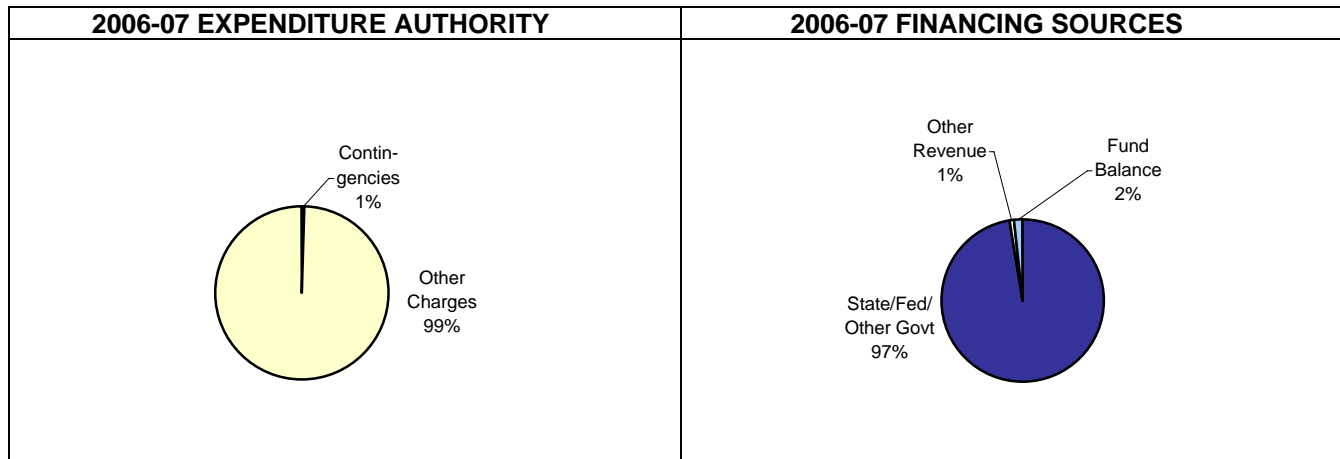 2006-07 EXPENDITURE AUTHORITY
2006-07 FINANCING SOURCES
Contin-
gencies
1%
Other
Charges
99%
Other
Revenue
1%
Fund
Balance
2%
State/Fed/
Other Govt
97%